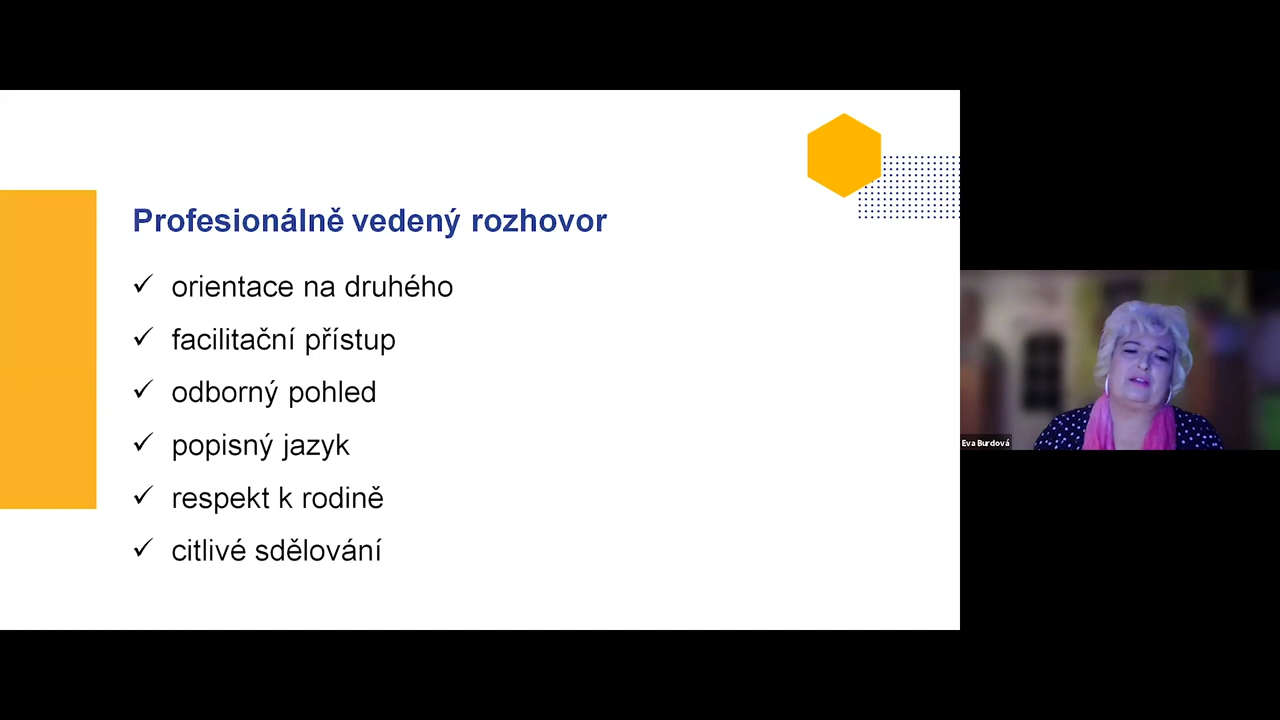 Profesionálně vedený rozhovor
orientace na druhého
facilitační přístup
odborný pohled
popisný jazyk
respekt k rodině
citlivé sdělování
Eva Burdová